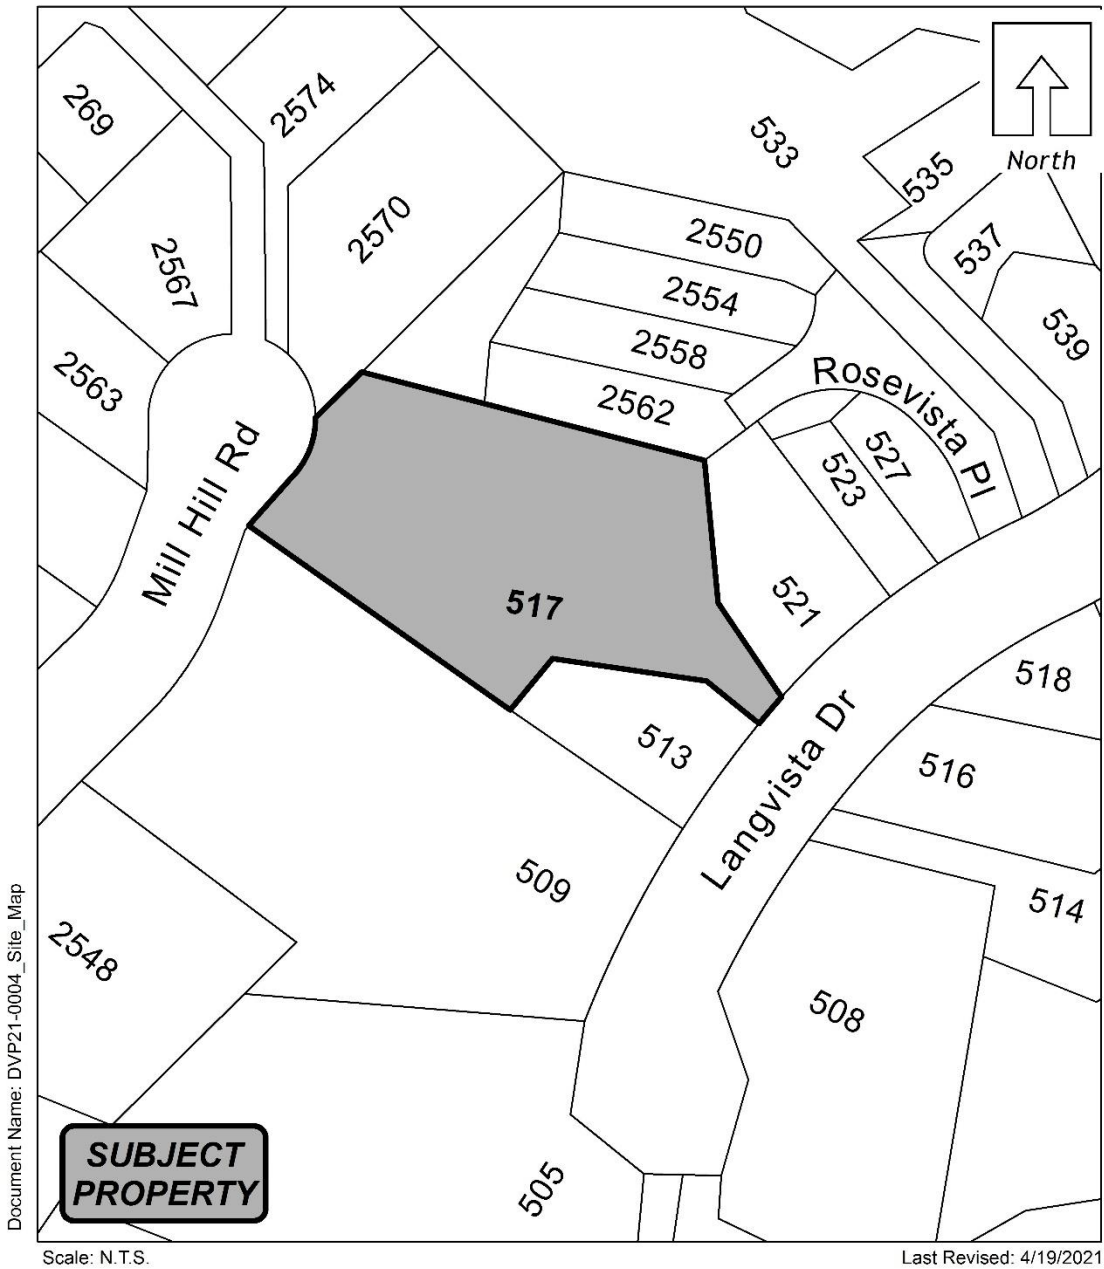 269
2574
533
North
535
2570
2550
537
2567
2554
539
2558
2563
Rosevista Pl
2562
527
523
Mill Hill Rd
517
521
518
513
516
Langvista Dr
509
514
2548
508
SUBJECT
PROPERTY
505
Document Name: DVP21-0004_Site_Map
Scale: N.T.S.
Last Revised: 4/19/2021